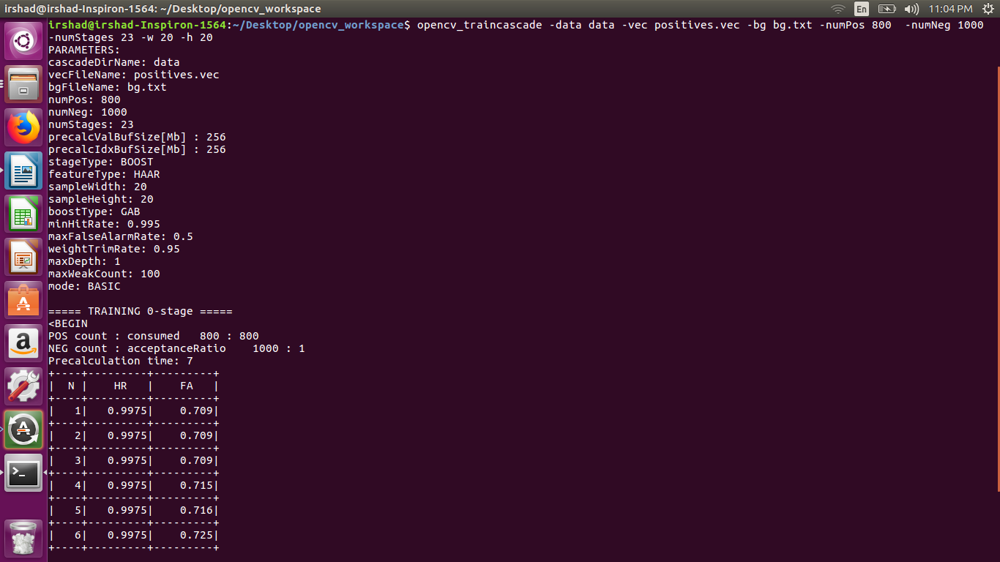 irshad@irshad-Inspiron-1564: ~/Desktop/opencv_workspace En 11:04 PM
irshad@irshad-Inspiron-1564:~/Desktop/opencv_workspace$ opencv_traincascade -data data -vec positives.vec -bg bg.txt -numPos 800  -numNeg 1000
-numStages 23 -w 20 -h 20
PARAMETERS:
cascadeDirName: data
vecFileName: positives.vec
bgFileName: bg.txt
numPos: 800
numNeg: 1000
numStages: 23
precalcValBufSize[Mb] : 256
precalcIdxBufSize[Mb] : 256
stageType: BOOST
featureType: HAAR
sampleWidth: 20
sampleHeight: 20
boostType: GAB
minHitRate: 0.995
maxFalseAlarmRate: 0.5
weightTrimRate: 0.95
maxDepth: 1
maxWeakCount: 100
mode: BASIC

===== TRAINING 0-stage =====
<BEGIN
POS count : consumed   800 : 800
NEG count : acceptanceRatio    1000 : 1
Precalculation time: 7
+----+---------+---------+
|  N |    HR   |    FA   |
+----+---------+---------+
|   1|   0.9975|    0.709|
+----+---------+---------+
|   2|   0.9975|    0.709|
+----+---------+---------+
|   3|   0.9975|    0.709|
+----+---------+---------+
|   4|   0.9975|    0.715|
+----+---------+---------+
|   5|   0.9975|    0.716|
+----+---------+---------+
|   6|   0.9975|    0.725|
+----+---------+---------+